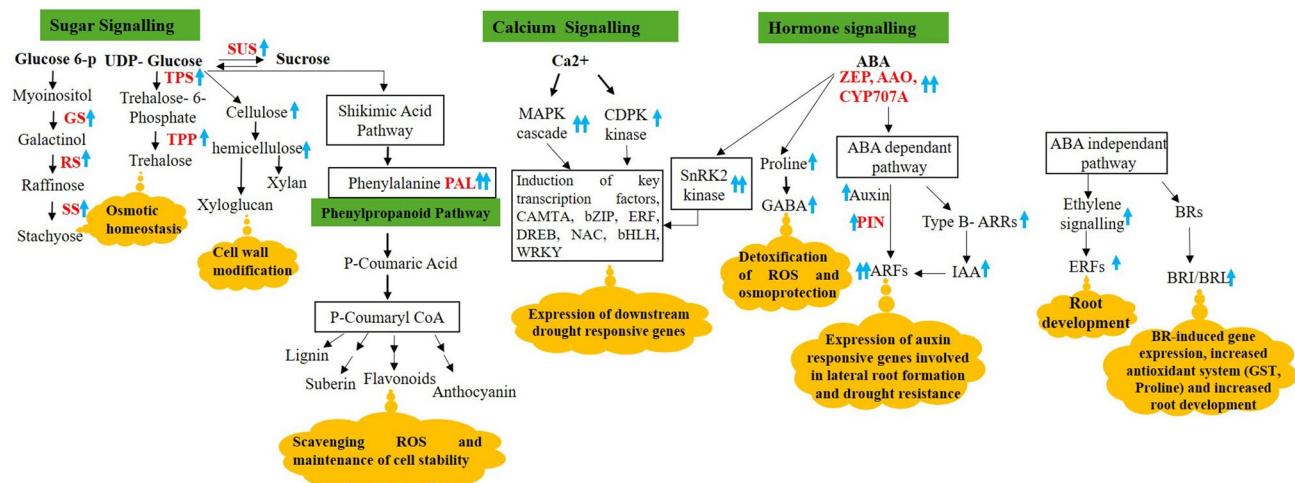 Sugar Signalling
Glucose 6-p
Myoinositol
GS
Galactinol
RS
Raffinose
SS
Stachyose
UDP- Glucose
TPS
Trehalose- 6-
Phosphate
TPP
Trehalose
Osmotic
homeostasis
SUS
Sucrose
Cellulose
hemicellulose
Xylan
Xyloglucan
Cell wall
modification
Shikimic Acid
Pathway
Phenylalanine PAL
Phenylpropanoid Pathway
P-Coumaric Acid
P-Coumaryl CoA
Lignin
Suberin
Flavonoids
Anthocyanin
Scavenging ROS and
maintenance of cell stability
Calcium Signalling
Ca2+
MAPK
cascade
CDPK
kinase
Induction of key
transcription factors,
CAMTA, bZIP, ERF,
DREB, NAC, bHLH,
WRKY
Expression of downstream
drought responsive genes
Hormone signalling
ABA
ZEP, AAO,
CYP707A
SnRK2
kinase
Proline
GABA
Detoxification
of ROS and
osmoprotection
ABA dependant
pathway
Auxin
PIN
ARFs
Type B- ARRs
IAA
Expression of auxin
responsive genes involved
in lateral root formation
and drought resistance
ABA independant
pathway
Ethylene
signalling
ERFs
Root
development
BRs
BRI/BRL
BR-induced gene
expression, increased
antioxidant system (GST,
Proline) and increased
root development